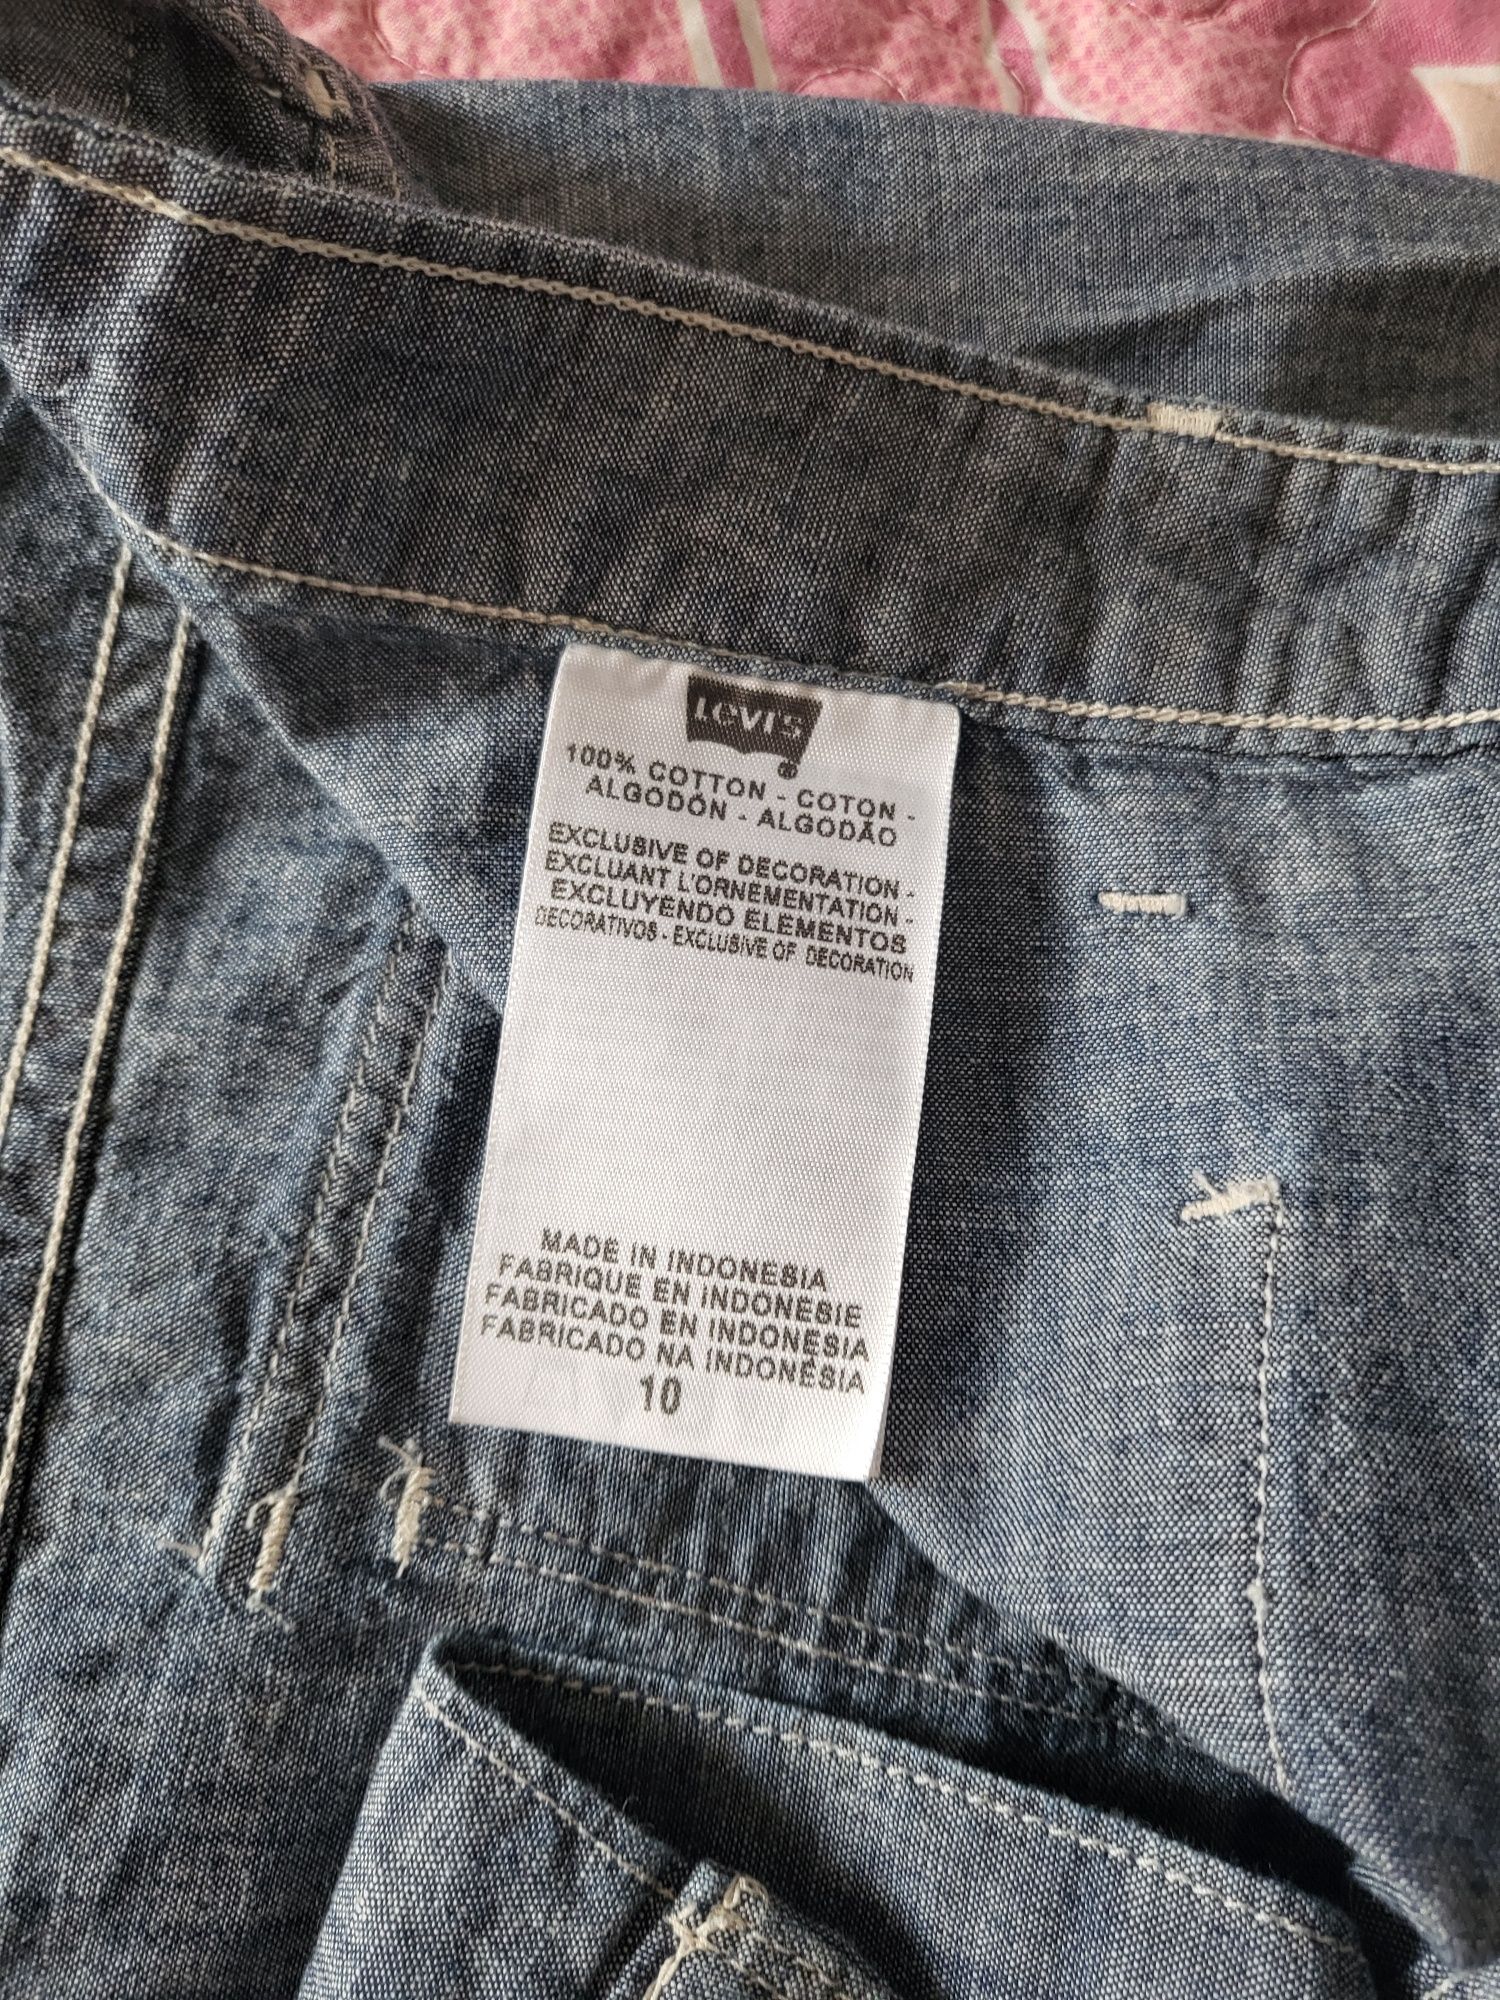 LEVI'S
®
100% COTTON - COTON -
ALGODÓN - ALGODÃO
EXCLUSIVE OF DECORATION -
EXCLUANT L'ORNEMENTATION -
EXCLUYENDO ELEMENTOS
DECORATIVOS - EXCLUSIVE OF DECORATION
MADE IN INDONESIA
FABRIQUE EN INDONESIE
FABRICADO EN INDONESIA
FABRICADO NA INDONÉSIA
10